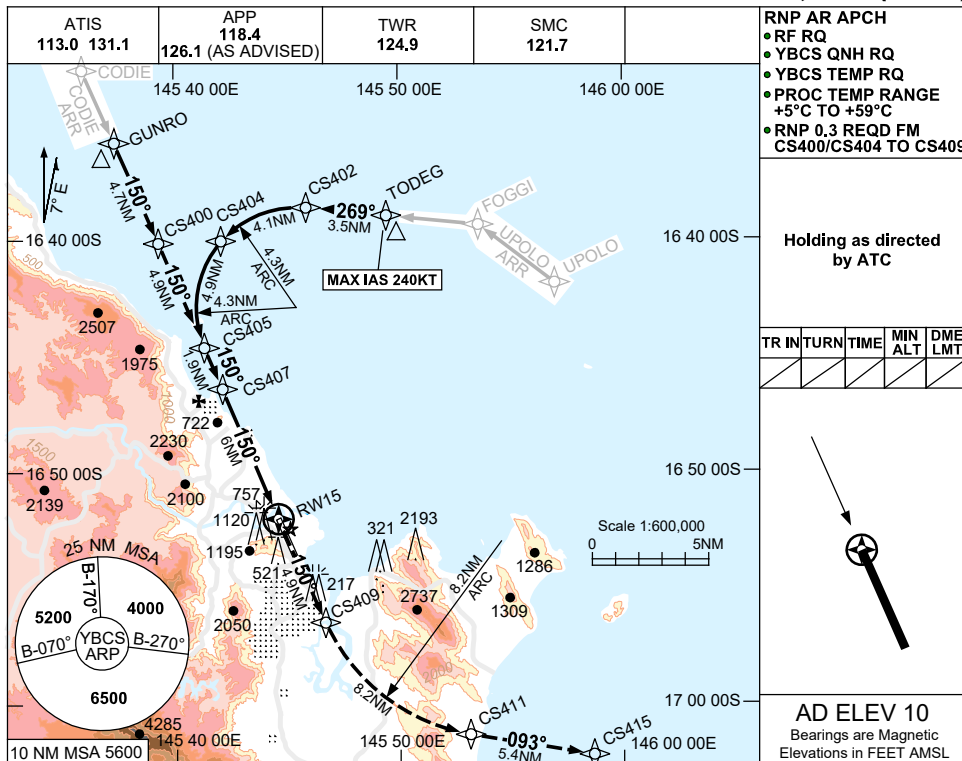 ATIS
113.0 131.1
APP
118.4
126.1 (AS ADVISED)
TWR
124.9
SMC
121.7
RNP AR APCH
• RF RQ
• YBCS QNH RQ
• YBCS TEMP RQ
• PROC TEMP RANGE
+5°C TO +59°C
• RNP 0.3 REQD FM
CS400/CS404 TO CS409
Holding as directed
by ATC
TR IN
TURN
TIME
MIN
ALT
DME
LMT
AD ELEV 10
Bearings are Magnetic
Elevations in FEET AMSL
145 40 00E
145 50 00E
146 00 00E
CODIE
CODIE
ARR
GUNRO
7° E
150°
4.7NM
CS400
CS404
CS402
TODEG
FOGGI
UPOLO
ARR
UPOLO
269°
3.5NM
4.1NM
16 40 00S
16 40 00S
MAX IAS 240KT
4.3NM
ARC
4.9NM
4.3NM
ARC
150°
4.9NM
500
2507
1975
CS405
150°
1.9NM
CS407
1000
722
150°
6NM
2230
1500
16 50 00S
16 50 00S
2139
2100
757
RW15
1120
1195
521
321
2193
Scale 1:600,000
0
5NM
150°
4.9NM
217
CS409
8.2NM
ARC
1286
1309
2737
2050
2000
8.2NM
25 NM MSA
B-170°
5200
4000
B-070°
YBCS
ARP
B-270°
6500
17 00 00S
CS411
093°
5.4NM
CS415
4285
10 NM MSA 5600
145 40 00E
145 50 00E
146 00 00E